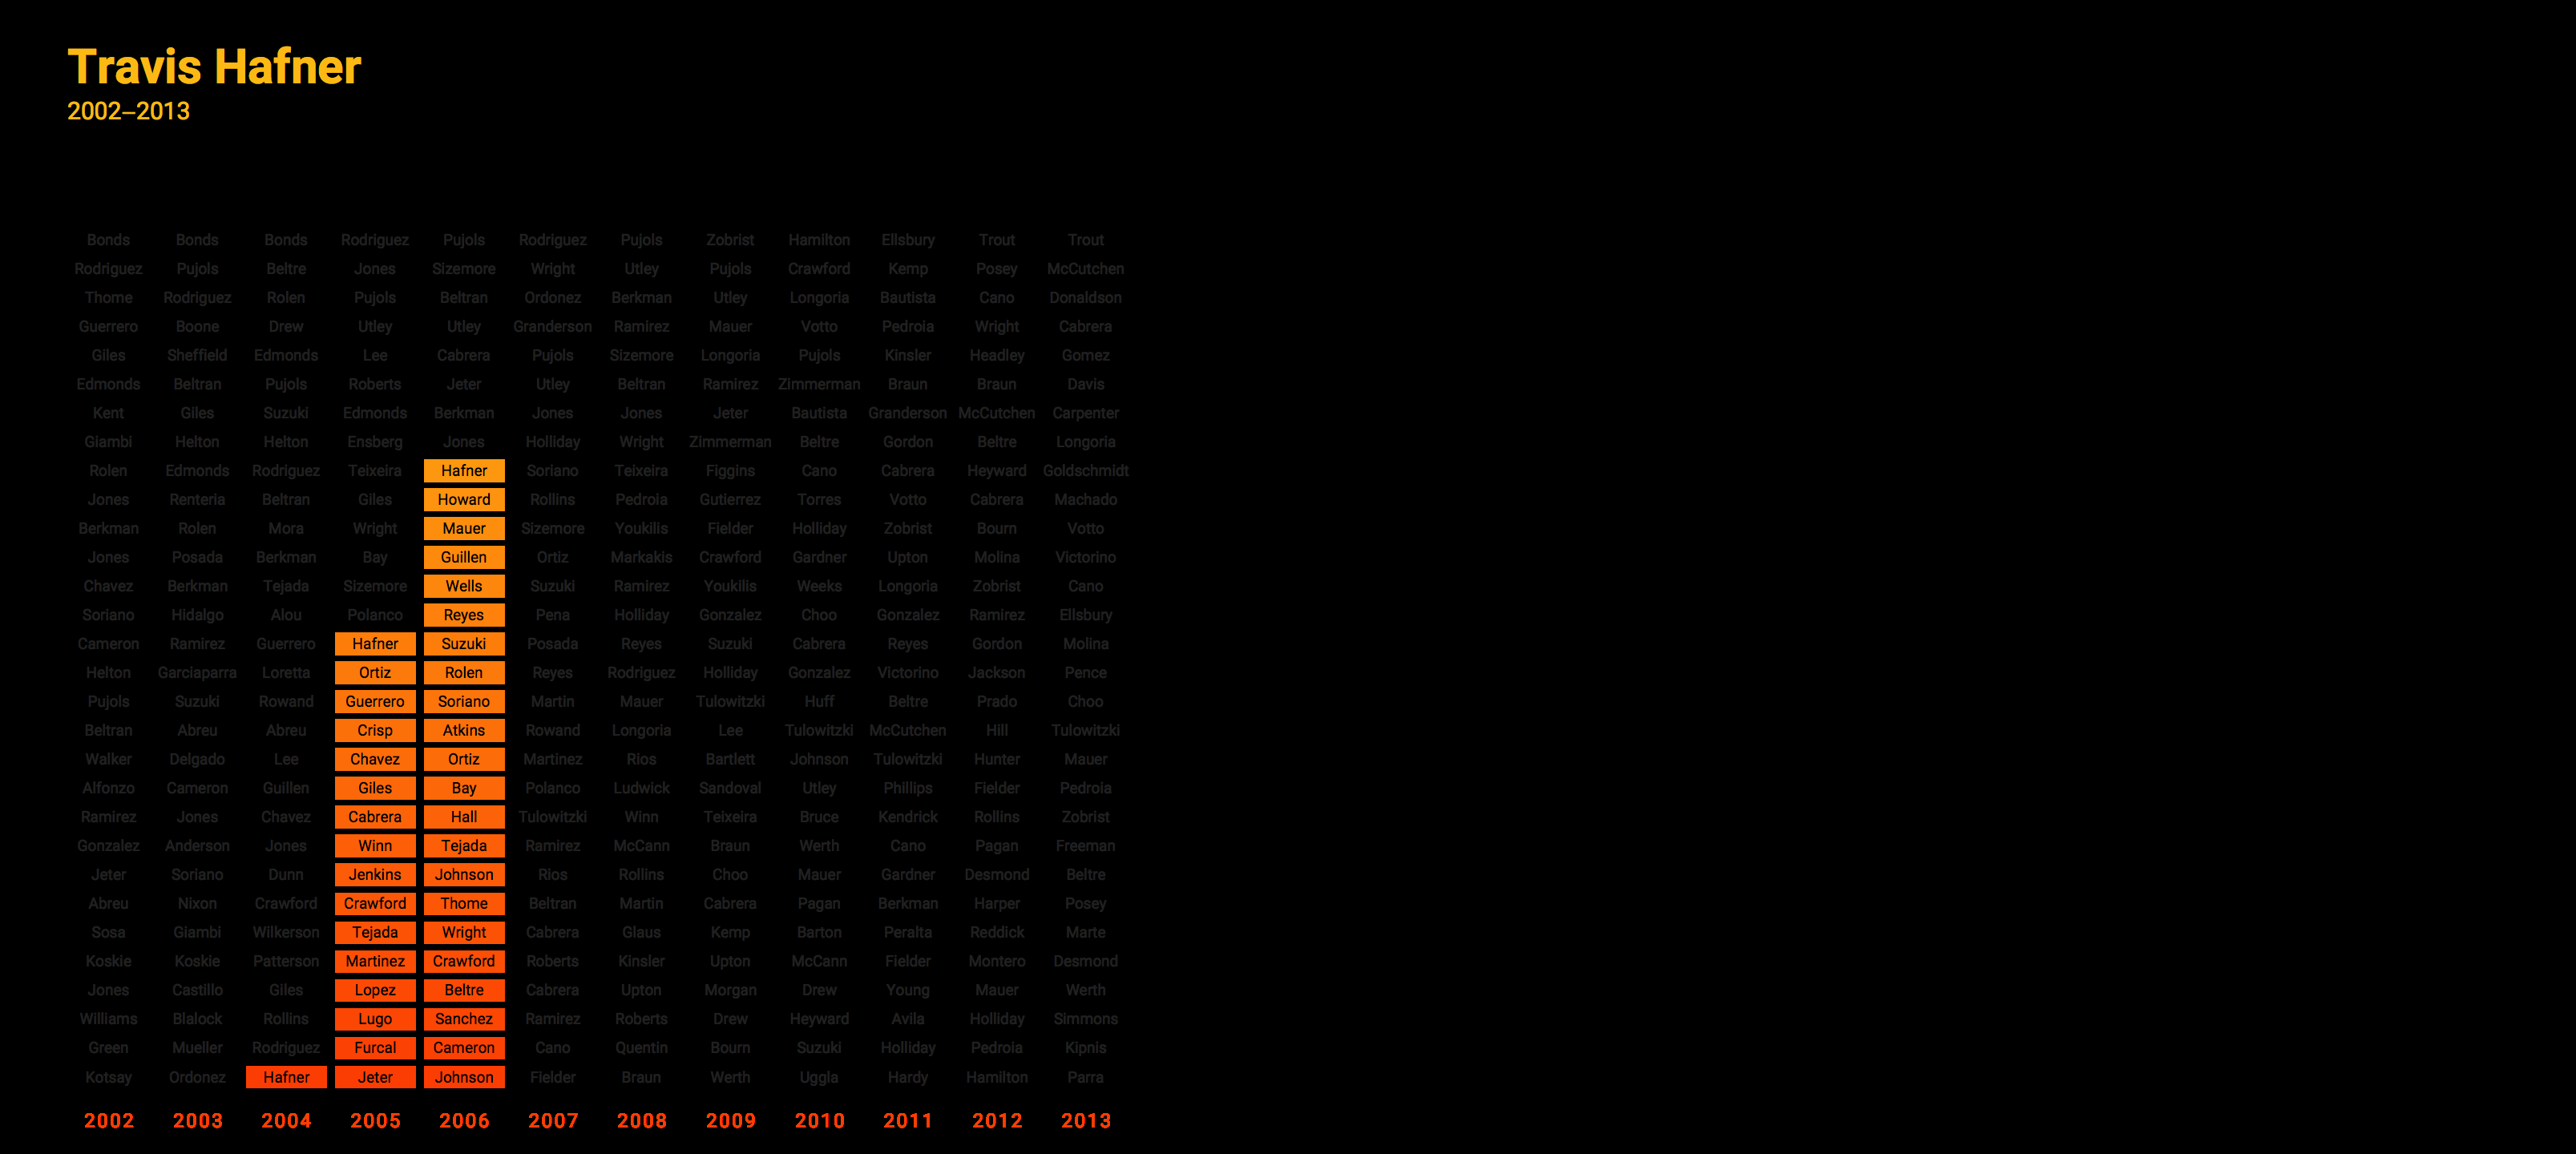 Travis Hafner
2002–2013
Bonds Bonds Bonds Rodriguez Pujols Rodriguez Pujols Zobrist Hamilton Ellsbury Trout Trout
Rodriguez Pujols Beltre Jones Sizemore Wright Utley Pujols Crawford Kemp Posey McCutchen
Thome Rodriguez Rolen Pujols Beltran Ordonez Berkman Utley Longoria Bautista Cano Donaldson
Guerrero Boone Drew Utley Utley Granderson Ramirez Mauer Votto Pedroia Wright Cabrera
Giles Sheffield Edmonds Lee Cabrera Pujols Sizemore Longoria Pujols Kinsler Headley Gomez
Edmonds Beltran Pujols Roberts Jeter Utley Beltran Ramirez Zimmerman Braun Braun Davis
Kent Giles Suzuki Edmonds Berkman Jones Jones Jeter Bautista Granderson McCutchen Carpenter
Giambi Helton Helton Ensberg Jones Holliday Wright Zimmerman Beltre Gordon Beltre Longoria
Rolen Edmonds Rodriguez Teixeira Hafner Soriano Teixeira Figgins Cano Cabrera Heyward Goldschmidt
Jones Renteria Beltran Giles Howard Rollins Pedroia Gutierrez Torres Votto Cabrera Machado
Berkman Rolen Mora Wright Mauer Sizemore Youkilis Fielder Holliday Zobrist Bourn Votto
Jones Posada Berkman Bay Guillen Ortiz Markakis Crawford Gardner Upton Molina Victorino
Chavez Berkman Tejada Sizemore Wells Suzuki Ramirez Youkilis Weeks Longoria Zobrist Cano
Soriano Hidalgo Alou Polanco Reyes Pena Holliday Gonzalez Choo Gonzalez Ramirez Ellsbury
Cameron Ramirez Guerrero Hafner Suzuki Posada Reyes Suzuki Cabrera Reyes Gordon Molina
Helton Garciaparra Loretta Ortiz Rolen Reyes Rodriguez Holliday Gonzalez Victorino Jackson Pence
Pujols Suzuki Rowand Guerrero Soriano Martin Mauer Tulowitzki Huff Beltre Prado Choo
Beltran Abreu Abreu Crisp Atkins Rowand Longoria Lee Tulowitzki McCutchen Hill Tulowitzki
Walker Delgado Lee Chavez Ortiz Martinez Rios Bartlett Johnson Tulowitzki Hunter Mauer
Alfonzo Cameron Guillen Giles Bay Polanco Ludwick Sandoval Utley Phillips Fielder Pedroia
Ramirez Jones Chavez Cabrera Hall Tulowitzki Winn Teixeira Bruce Kendrick Rollins Zobrist
Gonzalez Anderson Jones Winn Tejada Ramirez McCann Braun Werth Cano Pagan Freeman
Jeter Soriano Dunn Jenkins Johnson Rios Rollins Choo Mauer Gardner Desmond Beltre
Abreu Nixon Crawford Crawford Thome Beltran Martin Cabrera Pagan Berkman Harper Posey
Sosa Giambi Wilkerson Tejada Wright Cabrera Glaus Kemp Barton Peralta Reddick Marte
Koskie Koskie Patterson Martinez Crawford Roberts Kinsler Upton McCann Fielder Montero Desmond
Jones Castillo Giles Lopez Beltre Cabrera Upton Morgan Drew Young Mauer Werth
Williams Blalock Rollins Lugo Sanchez Ramirez Roberts Drew Heyward Avila Holliday Simmons
Green Mueller Rodriguez Furcal Cameron Cano Quentin Bourn Suzuki Holliday Pedroia Kipnis
Kotsay Ordonez Hafner Jeter Johnson Fielder Braun Werth Uggla Hardy Hamilton Parra
2002 2003 2004 2005 2006 2007 2008 2009 2010 2011 2012 2013